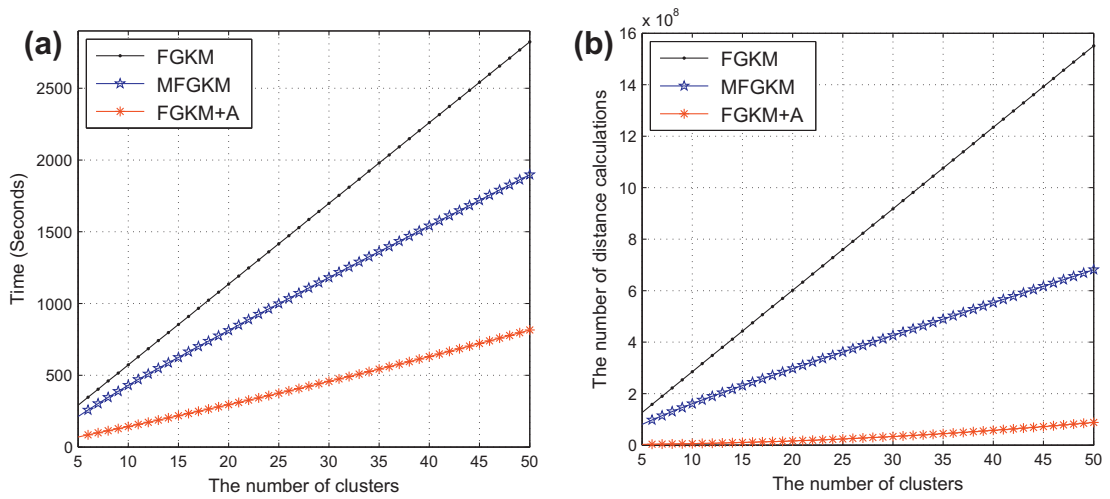 (a)
FGKM
MFGKM
FGKM+A
Time (Seconds)
2500
2000
1500
1000
500
0
5 10 15 20 25 30 35 40 45 50
The number of clusters
(b)
x 10^8
FGKM
MFGKM
FGKM+A
The number of distance calculations
16
14
12
10
8
6
4
2
0
5 10 15 20 25 30 35 40 45 50
The number of clusters